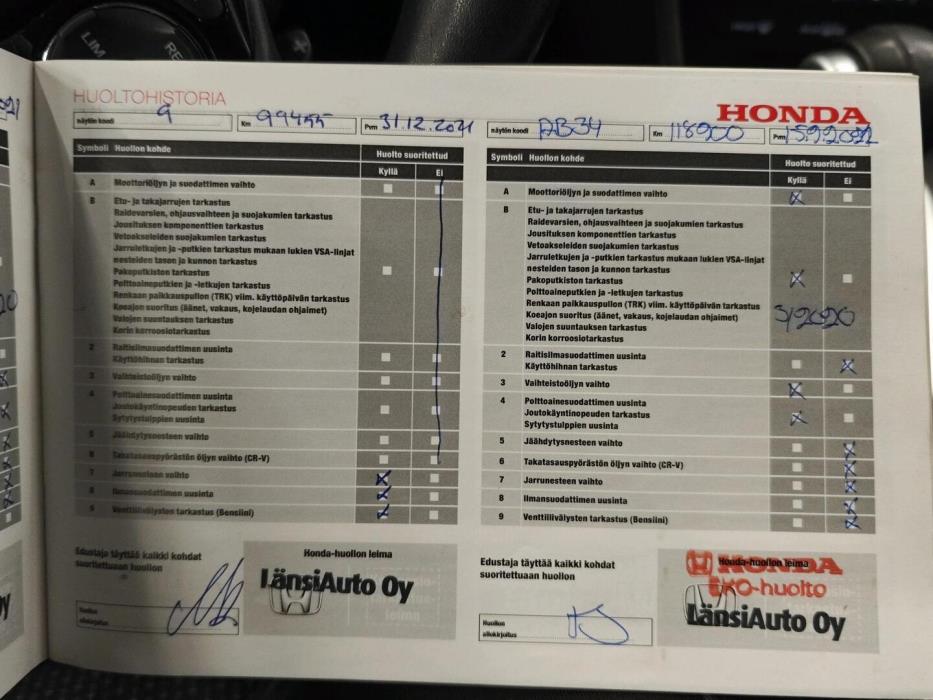 LIM
RE
HUOLTOHISTORIA
HONDA
näytön koodi 9 Km 99455 Pvm 31.12.2021
Symboli Huollon kohde Huolto suoritettud
Kyllä Ei
A Moottoriöljyn ja suodattimen vaihto
B Etu- ja takajarrujen tarkastus
Raidevarsien, ohjausvaihteen ja suojakumien tarkastus
Jousituksen komponenttien tarkastus
Vetoakseleiden suojakumien tarkastus
Jarruletkujen ja -putkien tarkastus mukaan lukien VSA-linjat
nesteiden tason ja kunnon tarkastus
Pakoputkiston tarkastus
Polttoaineputkien ja -letkujen tarkastus
Renkaan paikkauspullon (TRK) viim. käyttöpäivän tarkastus
Koeajon suoritus (äänet, vakaus, kojelaudan ohjaimet)
Valojen suuntauksen tarkastus
Korin korroosiotarkastus
2 Raitisilmasuodattimen uusinta
Käyttöhihnan tarkastus
3 Vaihteistoöljyn vaihto
4 Polttoainesuodattimen uusinta
Joutokäyntinopeuden tarkastus
Sytytystulppien uusinta
5 Jäähdytysnesteen vaihto
6 Takatasauspyörästön öljyn vaihto (CR-V)
7 Jarrunesteen vaihto
8 Ilmansuodattimen uusinta
9 Venttiilivälysten tarkastus (Bensiini)
Edustaja täyttää kaikki kohdat
suoritettuaan huollon
Huollon
allekirjoitus
Honda-huollon leima
LänsiAuto Oy
näytön koodi AB34 Km 118900 Pvm 15.9.2022
Symboli Huollon kohde Huolto suoritettud
Kyllä Ei
A Moottoriöljyn ja suodattimen vaihto
B Etu- ja takajarrujen tarkastus
Raidevarsien, ohjausvaihteen ja suojakumien tarkastus
Jousituksen komponenttien tarkastus
Vetoakseleiden suojakumien tarkastus
Jarruletkujen ja -putkien tarkastus mukaan lukien VSA-linjat
nesteiden tason ja kunnon tarkastus
Pakoputkiston tarkastus
Polttoaineputkien ja -letkujen tarkastus
Renkaan paikkauspullon (TRK) viim. käyttöpäivän tarkastus 3/2020
Koeajon suoritus (äänet, vakaus, kojelaudan ohjaimet)
Valojen suuntauksen tarkastus
Korin korroosiotarkastus
2 Raitisilmasuodattimen uusinta
Käyttöhihnan tarkastus
3 Vaihteistoöljyn vaihto
4 Polttoainesuodattimen uusinta
Joutokäyntinopeuden tarkastus
Sytytystulppien uusinta
5 Jäähdytysnesteen vaihto
6 Takatasauspyörästön öljyn vaihto (CR-V)
7 Jarrunesteen vaihto
8 Ilmansuodattimen uusinta
9 Venttiilivälysten tarkastus (Bensiini)
Edustaja täyttää kaikki kohdat
suoritettuaan huollon
Huollon
allekirjoitus
Honda-huollon leima
HONDA
EKO-huolto
LänsiAuto Oy